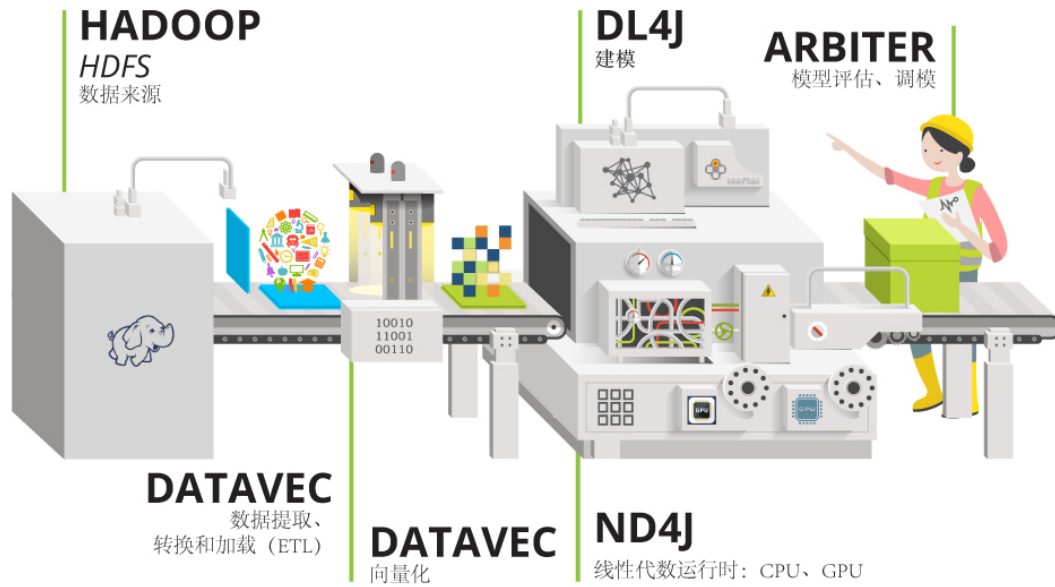 HADOOP
HDFS
数据来源
DL4J
建模
ARBITER
模型评估、调模
10010
11001
00110
GPU
CPU
DATAVEC
数据提取、
转换和加载（ETL）
DATAVEC
向量化
ND4J
线性代数运行时：CPU、GPU